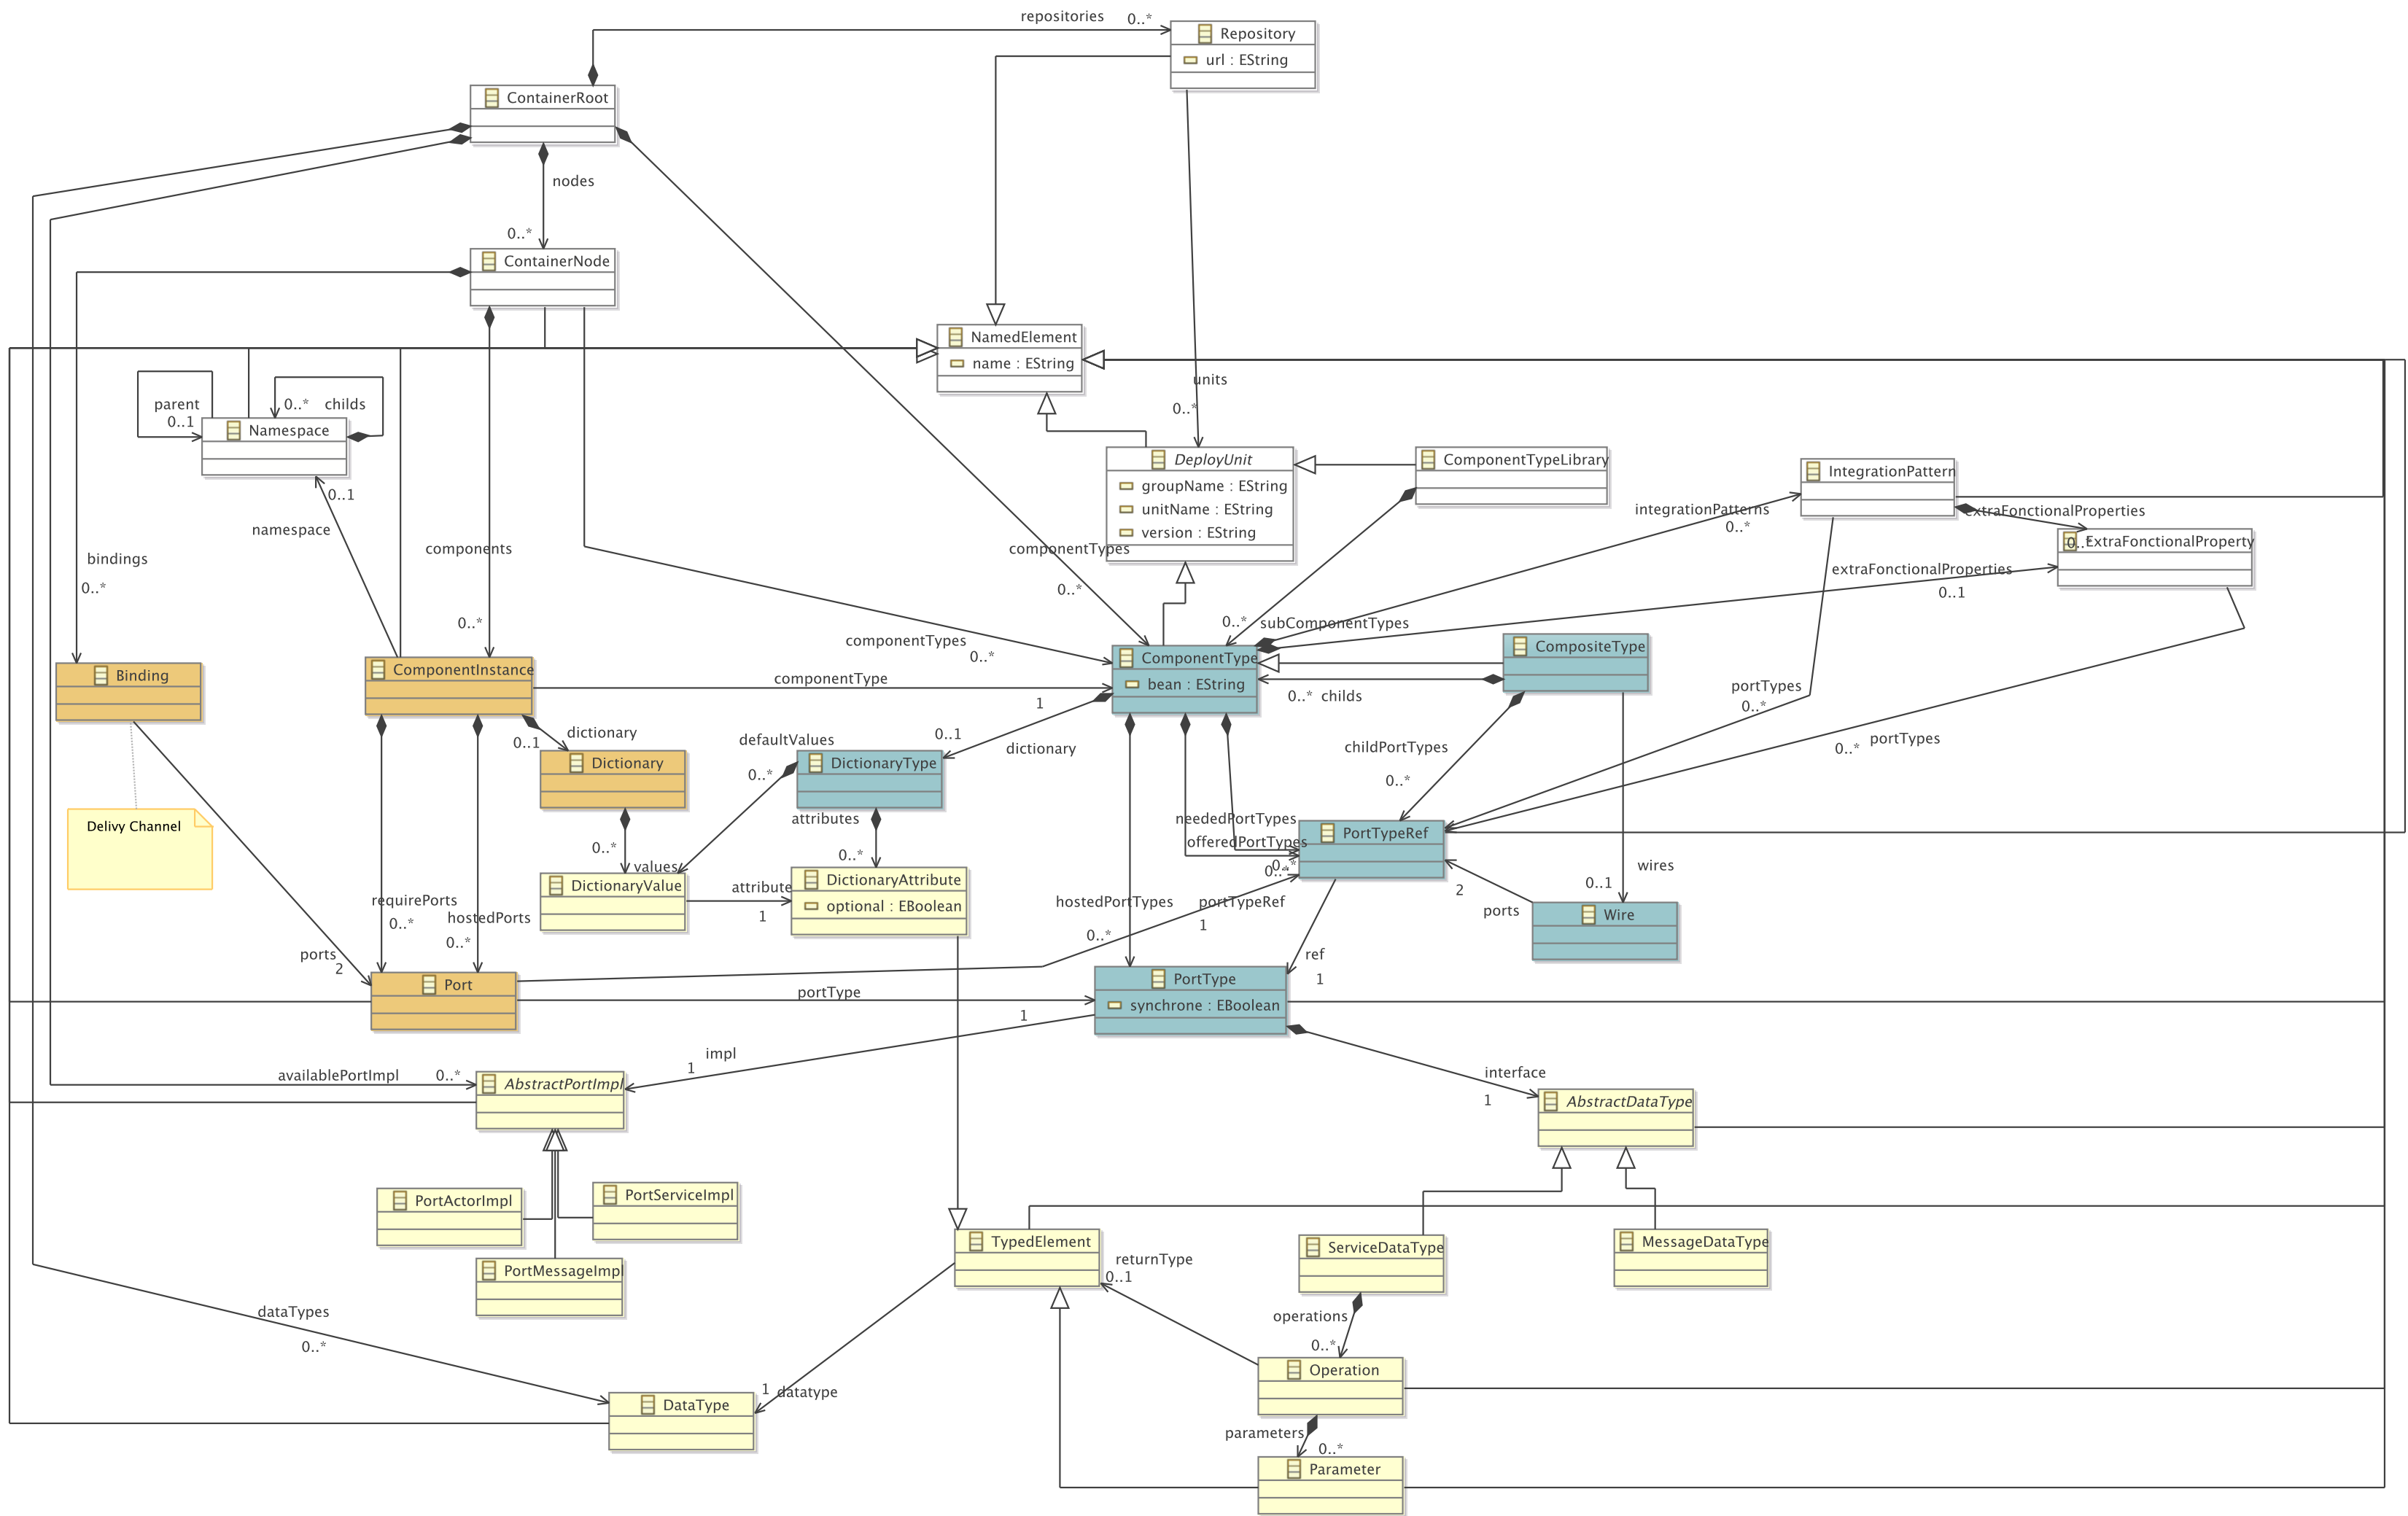 repositories 0..*
Repository
url : EString
ContainerRoot
nodes
0..*
ContainerNode
NamedElement
name : EString
units
0..*
parent
0..1
0..* childs
Namespace
0..1
namespace
DeployUnit
groupName : EString
unitName : EString
version : EString
ComponentTypeLibrary
IntegrationPattern
integrationPatterns
0..*
extraFonctionalProperties
0..*
ExtraFonctionalProperty
extraFonctionalProperties
0..1
bindings
0..*
components
0..*
componentTypes
0..*
0..* subComponentTypes
componentTypes
0..*
Binding
ComponentInstance
componentType
1
ComponentType
bean : EString
CompositeType
0..* childs
portTypes
0..*
portTypes
0..*
0..1
dictionary
defaultValues
0..*
0..1
dictionary
childPortTypes
0..*
Dictionary
DictionaryType
Delivy Channel
attributes
0..*
0..*
values
neededPortTypes
offeredPortTypes
0..*
0..*
PortTypeRef
wires
0..1
DictionaryValue
attribute
1
DictionaryAttribute
optional : EBoolean
requirePorts
0..*
hostedPorts
0..*
hostedPortTypes
0..*
portTypeRef
1
2
ports
Wire
ports
2
ref
1
Port
portType
1
PortType
synchrone : EBoolean
impl
1
availablePortImpl 0..*
AbstractPortImpl
interface
1
AbstractDataType
PortActorImpl
PortServiceImpl
PortMessageImpl
TypedElement
returnType
0..1
ServiceDataType
MessageDataType
dataTypes
0..*
operations
0..*
1 datatype
DataType
Operation
parameters
0..*
Parameter